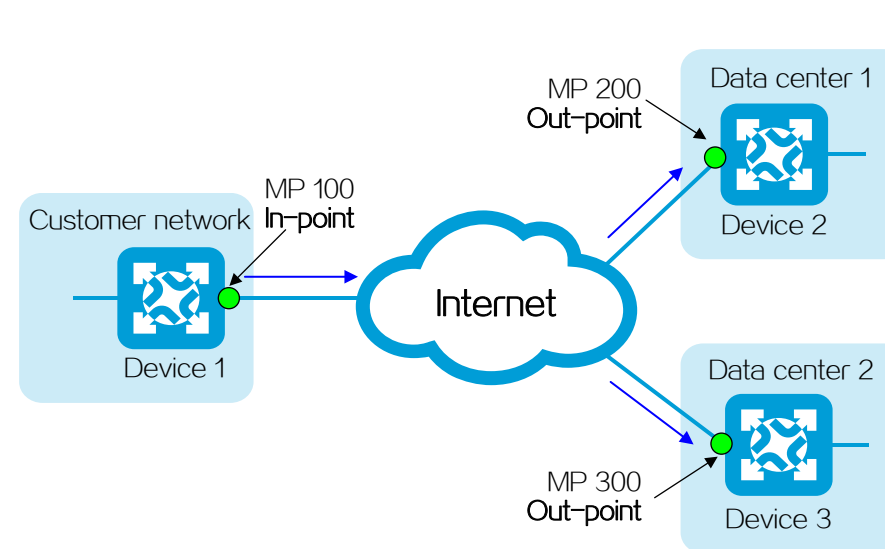 MP 200
Out-point
Data center 1
Device 2
MP 100
In-point
Customer network
Device 1
Internet
Data center 2
MP 300
Out-point
Device 3